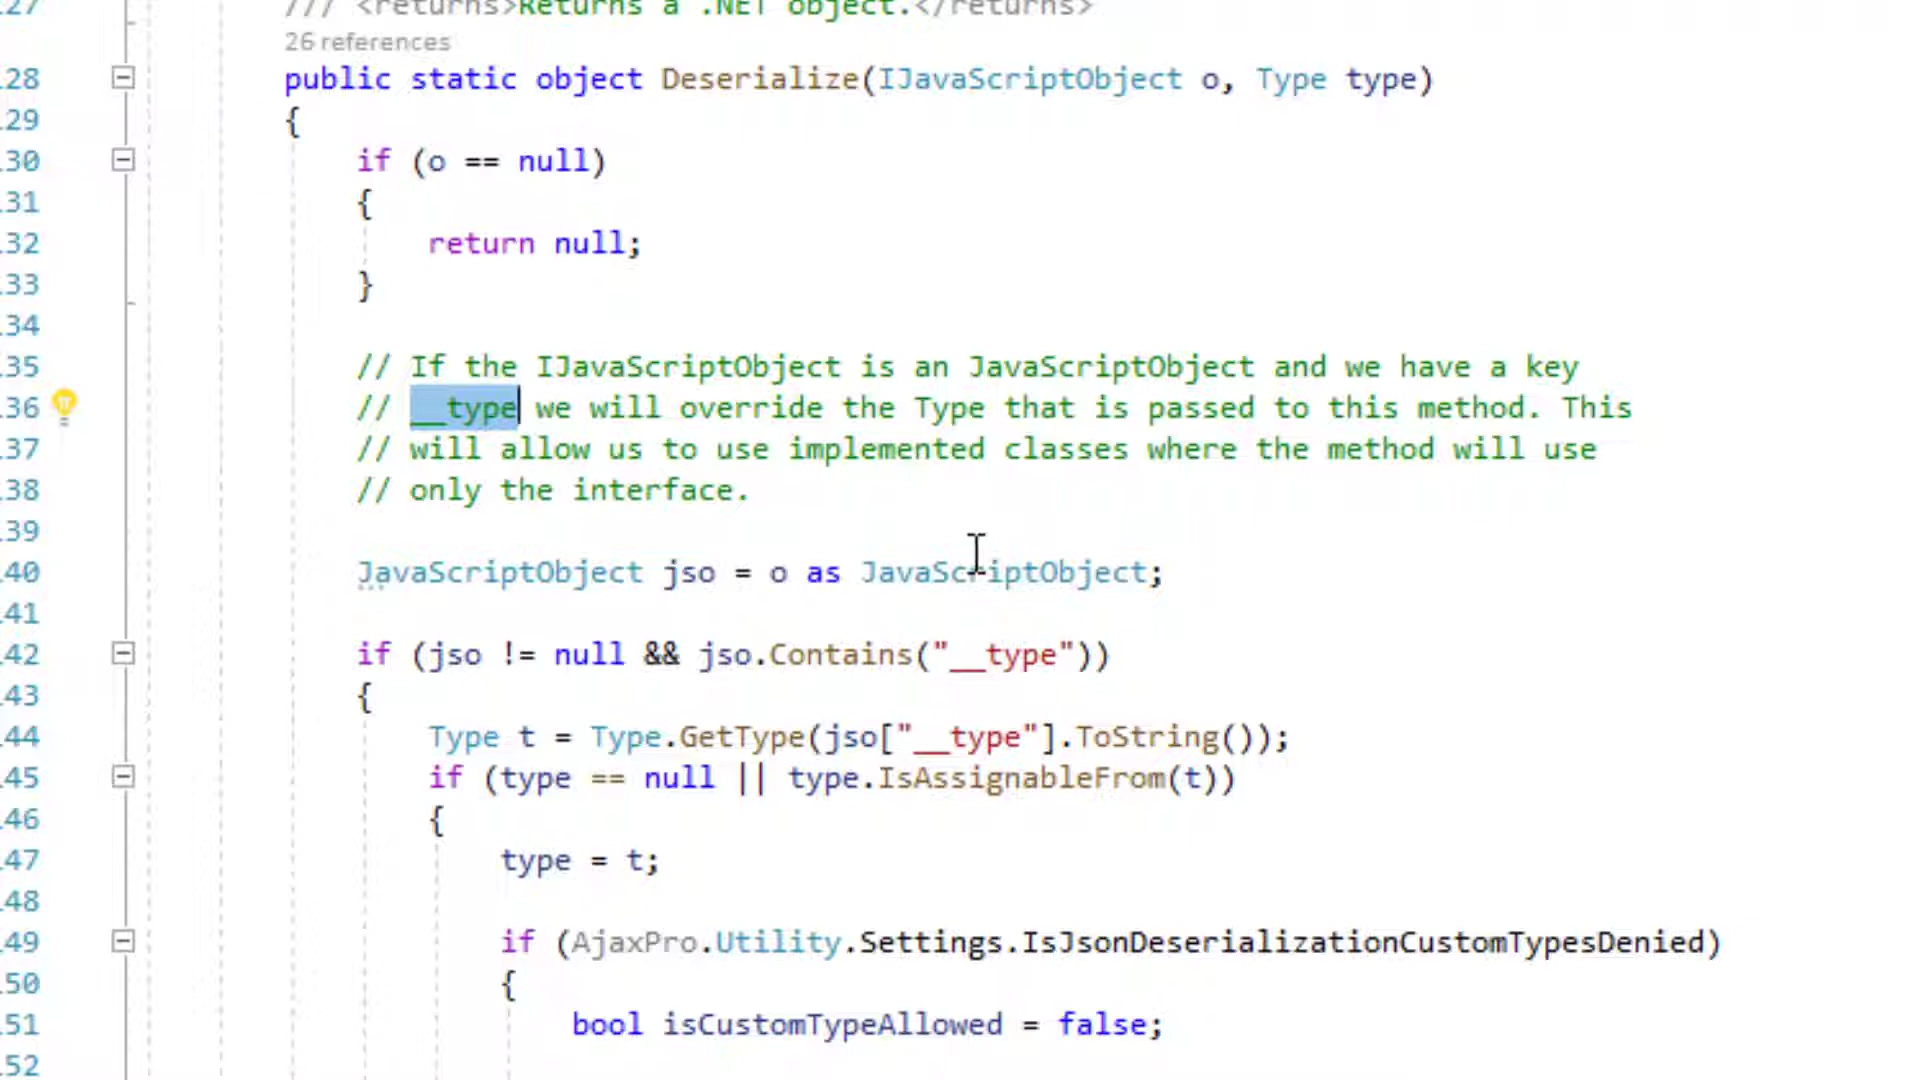 27 /// <returns>Returns a .NET object.</returns>
26 references
28 public static object Deserialize(IJavaScriptObject o, Type type)
29 {
30 if (o == null)
31 {
32 return null;
33 }
34
35 // If the IJavaScriptObject is an JavaScriptObject and we have a key
36 // __type we will override the Type that is passed to this method. This
37 // will allow us to use implemented classes where the method will use
38 // only the interface.
39
40 JavaScriptObject jso = o as JavaScriptObject;
41
42 if (jso != null && jso.Contains("__type"))
43 {
44 Type t = Type.GetType(jso["__type"].ToString());
45 if (type == null || type.IsAssignableFrom(t))
46 {
47 type = t;
48
49 if (AjaxPro.Utility.Settings.IsJsonDeserializationCustomTypesDenied)
50 {
51 bool isCustomTypeAllowed = false;
52